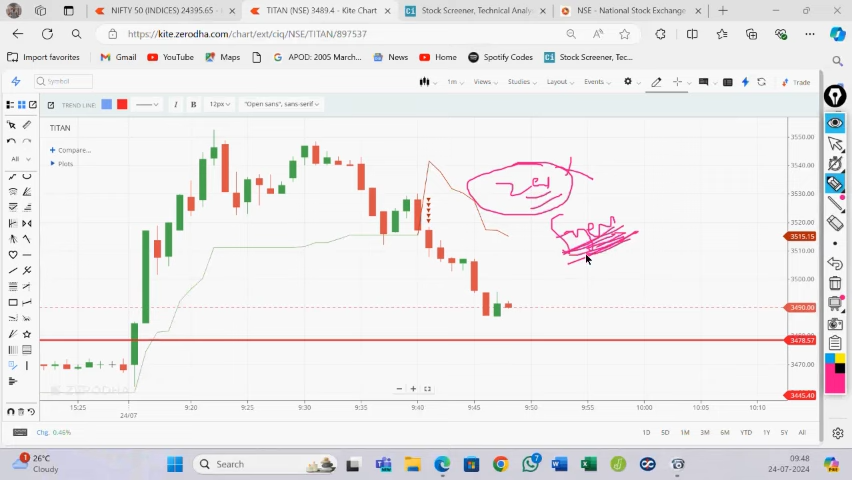 NIFTY 50 (INDICES) 24395.65 - K
TITAN (NSE) 3489.4 - Kite Chart
Stock Screener, Technical Analy
NSE - National Stock Exchange
https://kite.zerodha.com/chart/ext/ciq/NSE/TITAN/897537
Import favorites
Gmail
YouTube
Maps
APOD: 2005 March...
News
Home
Spotify Codes
Stock Screener, Tec...
Symbol
1m
Views
Studies
Layout
Events
Trade
TREND LINE:
I
B
12px
"Open sans", sans-serif
TITAN
Compare...
Plots
All
3550.00
3540.00
3530.00
3520.00
3515.15
3510.00
3500.00
3490.00
3478.57
3470.00
3460.00
3445.40
ZERODHA
15:25
24/07
9:20
9:25
9:30
9:35
9:40
9:45
9:50
9:55
10:00
10:05
10:10
Chg. 0.46%
1D 5D 1M 3M 6M YTD 1Y 5Y All
26°C
Cloudy
Search
09:48
24-07-2024